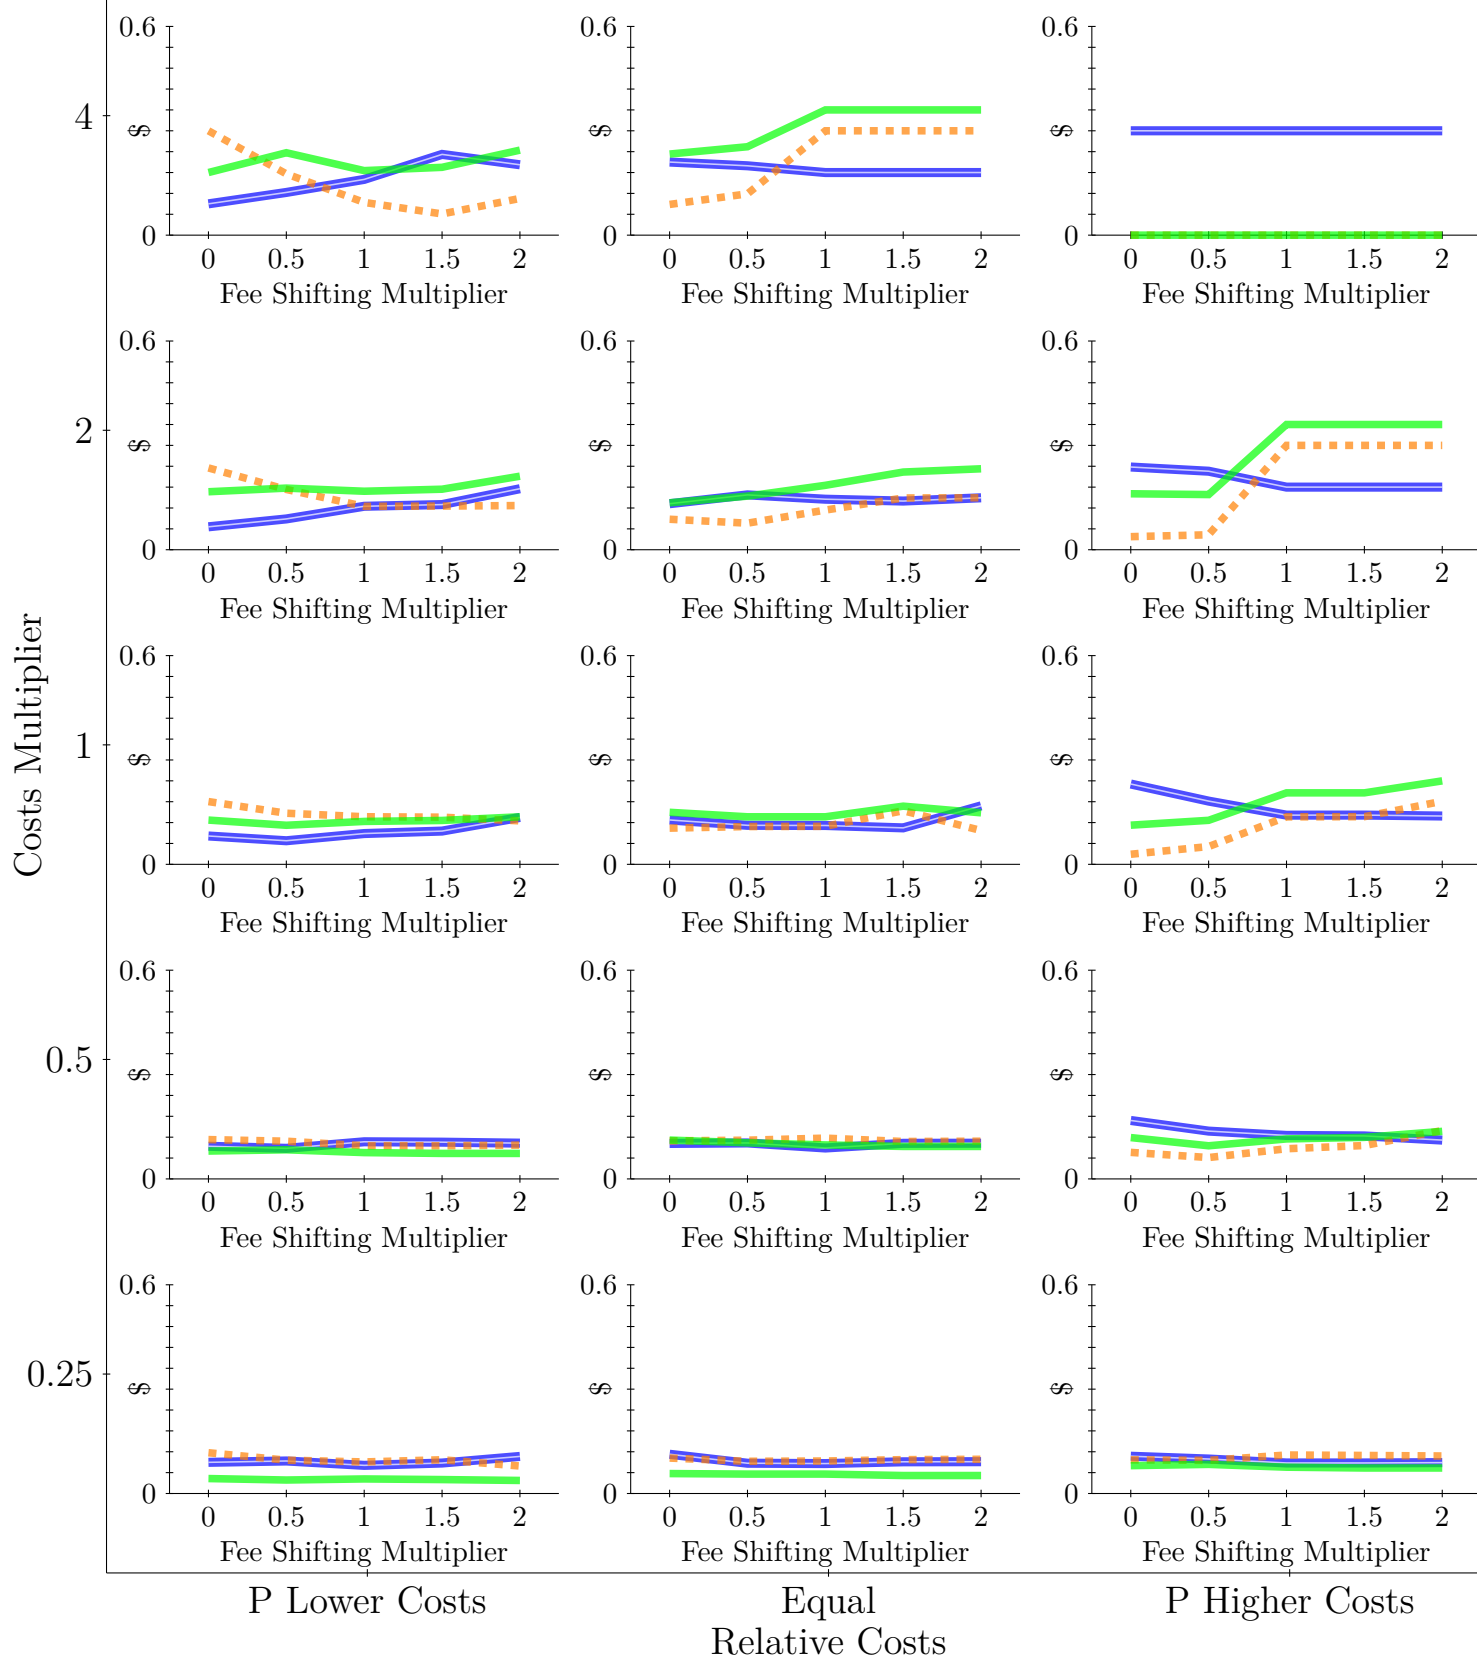 0.6 0.6 0.6
4 $ $ $
0 0 0
0 0.5 1 1.5 2 0 0.5 1 1.5 2 0 0.5 1 1.5 2
Fee Shifting Multiplier Fee Shifting Multiplier Fee Shifting Multiplier
0.6 0.6 0.6
2 $ $ $
0 0 0
0 0.5 1 1.5 2 0 0.5 1 1.5 2 0 0.5 1 1.5 2
Fee Shifting Multiplier Fee Shifting Multiplier Fee Shifting Multiplier
Costs Multiplier
0.6 0.6 0.6
1 $ $ $
0 0 0
0 0.5 1 1.5 2 0 0.5 1 1.5 2 0 0.5 1 1.5 2
Fee Shifting Multiplier Fee Shifting Multiplier Fee Shifting Multiplier
0.6 0.6 0.6
0.5 $ $ $
0 0 0
0 0.5 1 1.5 2 0 0.5 1 1.5 2 0 0.5 1 1.5 2
Fee Shifting Multiplier Fee Shifting Multiplier Fee Shifting Multiplier
0.6 0.6 0.6
0.25 $ $ $
0 0 0
0 0.5 1 1.5 2 0 0.5 1 1.5 2 0 0.5 1 1.5 2
Fee Shifting Multiplier Fee Shifting Multiplier Fee Shifting Multiplier
P Lower Costs Equal P Higher Costs
Relative Costs